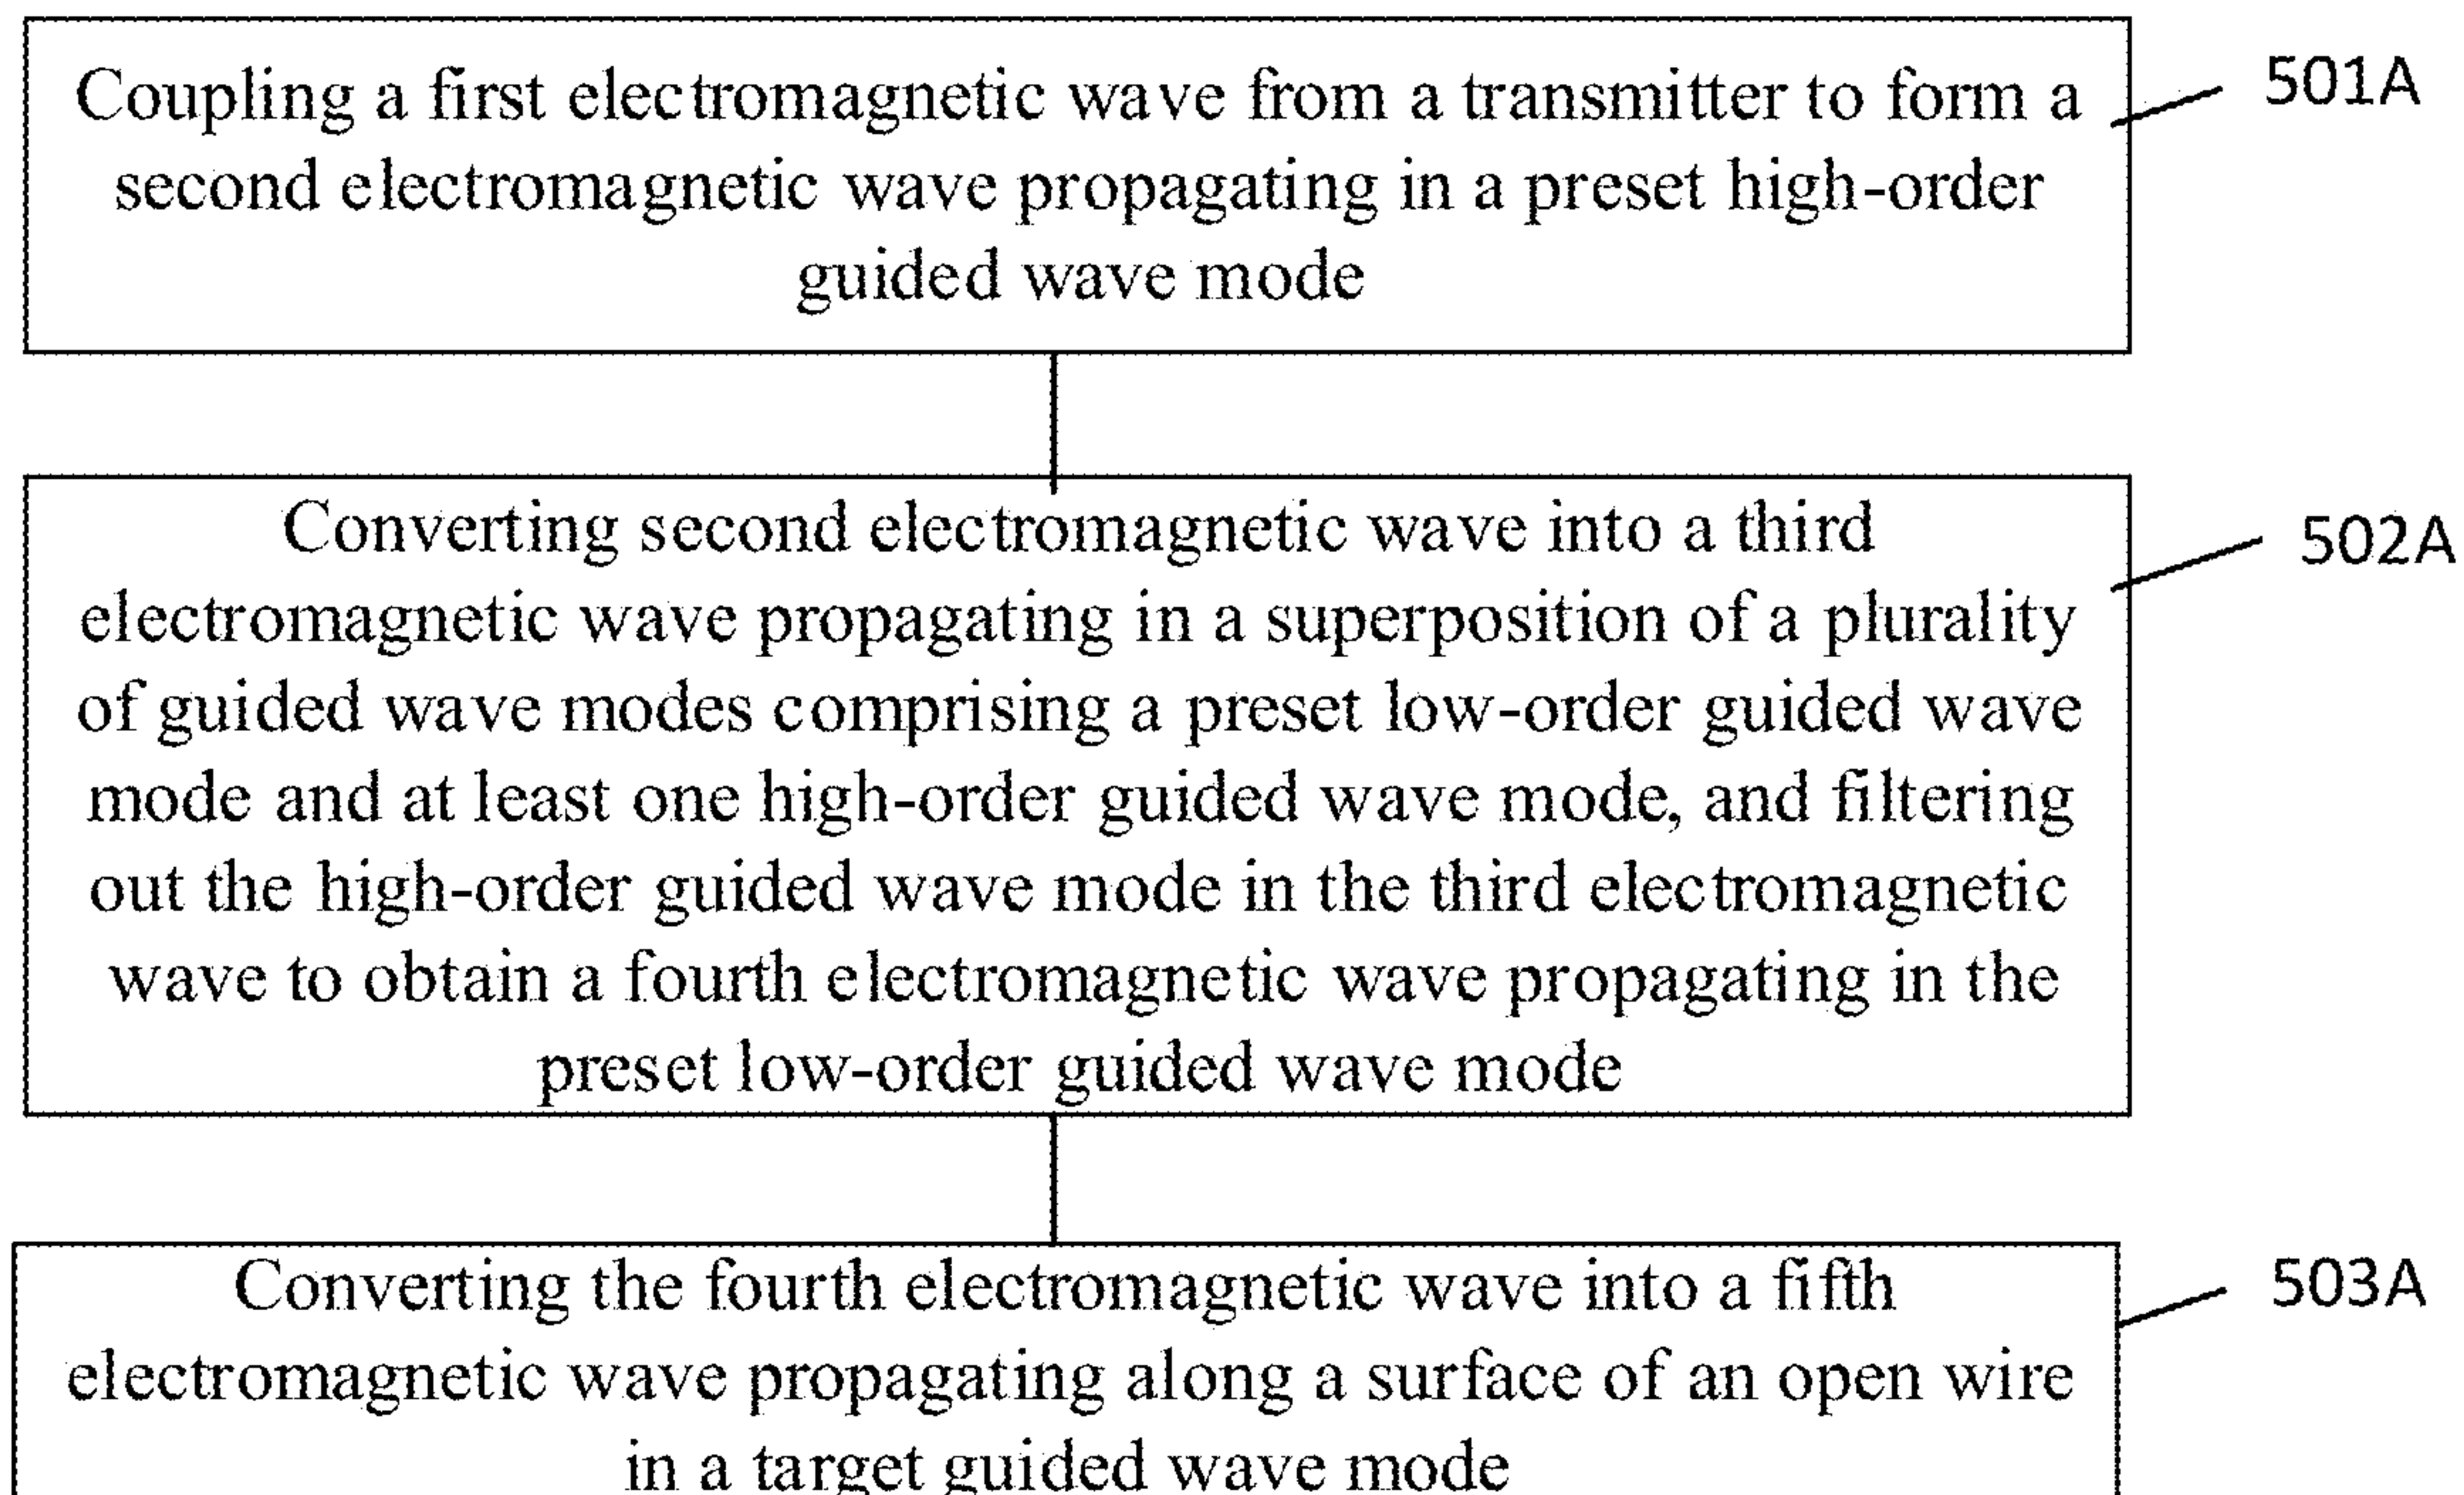 Coupling a first electromagnetic wave from a transmitter to form a
second electromagnetic wave propagating in a preset high-order
guided wave mode
501A
Converting second electromagnetic wave into a third
electromagnetic wave propagating in a superposition of a plurality
of guided wave modes comprising a preset low-order guided wave
mode and at least one high-order guided wave mode, and filtering
out the high-order guided wave mode in the third electromagnetic
wave to obtain a fourth electromagnetic wave propagating in the
preset low-order guided wave mode
502A
Converting the fourth electromagnetic wave into a fifth
electromagnetic wave propagating along a surface of an open wire
in a target guided wave mode
503A